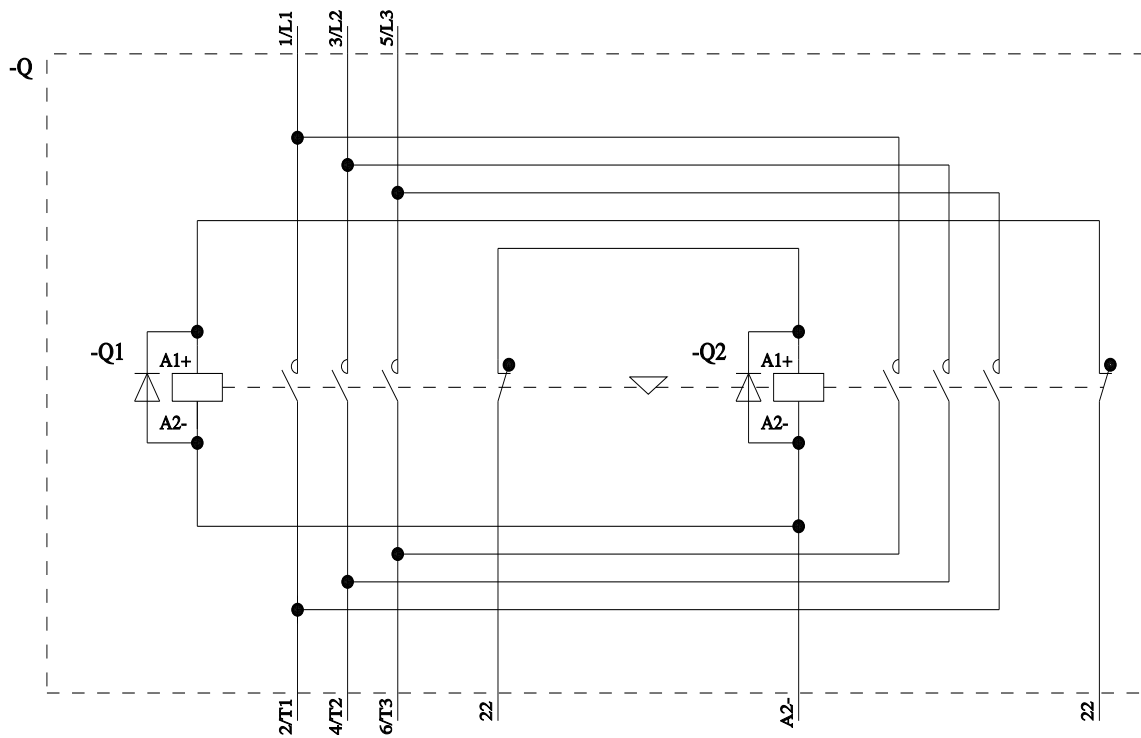 1/L1
3/L2
5/L3
-Q
-Q1
A1+
A2-
-Q2
A1+
A2-
2/T1
4/T2
6/T3
22
A2-
22